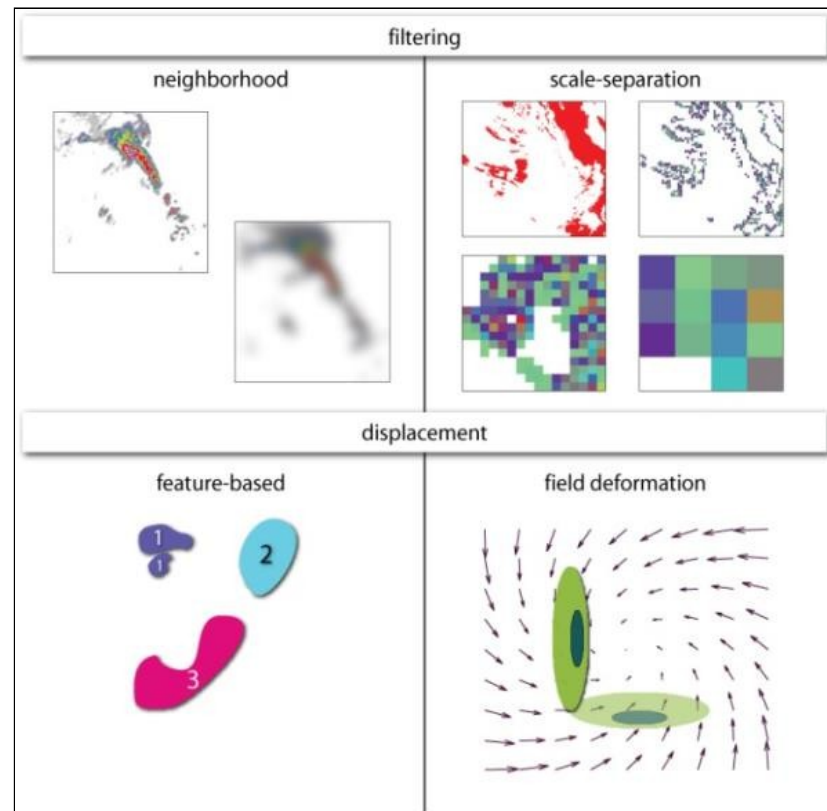 filtering
neighborhood
scale-separation
displacement
feature-based
field deformation
1
1
2
3